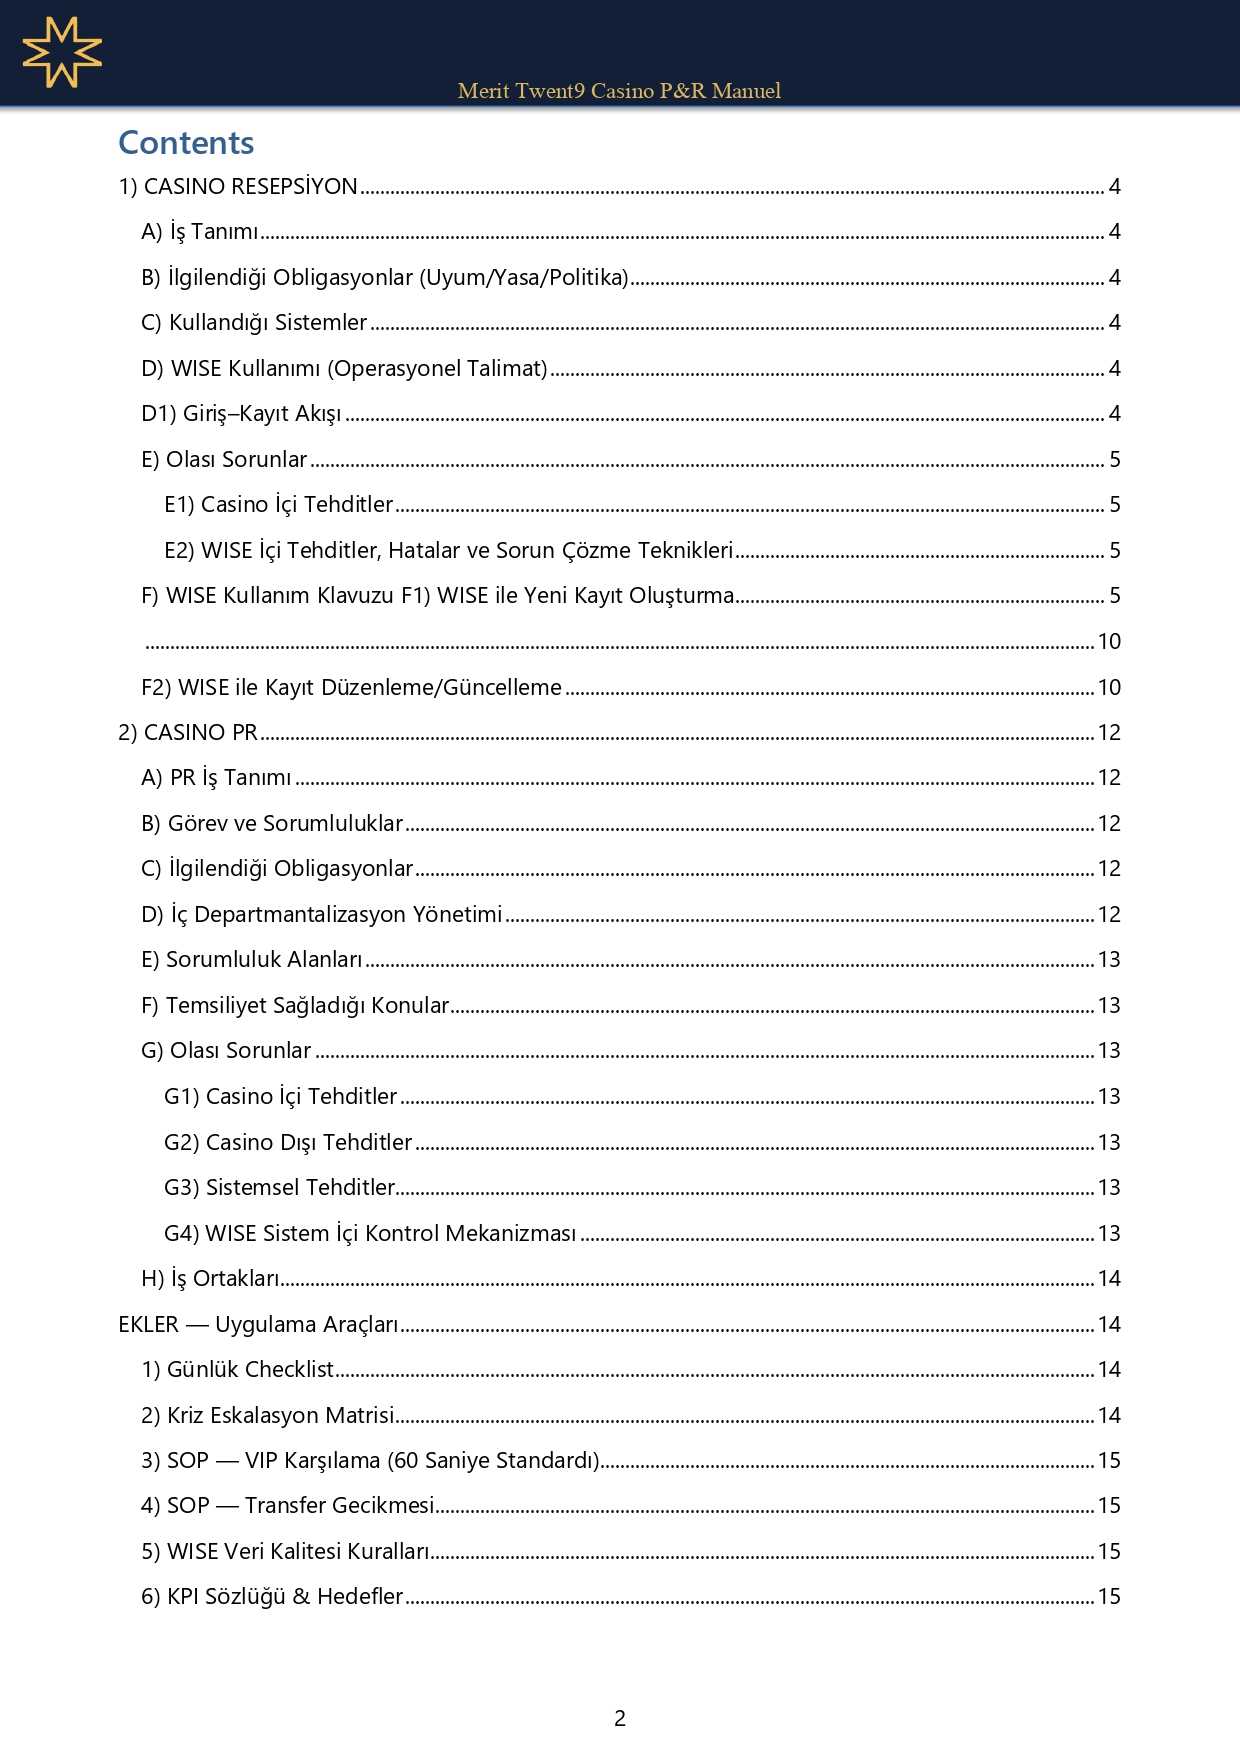 Merit Twent9 Casino P&R Manuel
Contents
1) CASINO RESEPSİYON 4
A) İş Tanımı 4
B) İlgilendiği Obligasyonlar (Uyum/Yasa/Politika) 4
C) Kullandığı Sistemler 4
D) WISE Kullanımı (Operasyonel Talimat) 4
D1) Giriş–Kayıt Akışı 4
E) Olası Sorunlar 5
E1) Casino İçi Tehditler 5
E2) WISE İçi Tehditler, Hatalar ve Sorun Çözme Teknikleri 5
F) WISE Kullanım Klavuzu F1) WISE ile Yeni Kayıt Oluşturma 5
10
F2) WISE ile Kayıt Düzenleme/Güncelleme 10
2) CASINO PR 12
A) PR İş Tanımı 12
B) Görev ve Sorumluluklar 12
C) İlgilendiği Obligasyonlar 12
D) İç Departmantalizasyon Yönetimi 12
E) Sorumluluk Alanları 13
F) Temsiliyet Sağladığı Konular 13
G) Olası Sorunlar 13
G1) Casino İçi Tehditler 13
G2) Casino Dışı Tehditler 13
G3) Sistemsel Tehditler 13
G4) WISE Sistem İçi Kontrol Mekanizması 13
H) İş Ortakları 14
EKLER — Uygulama Araçları 14
1) Günlük Checklist 14
2) Kriz Eskalasyon Matrisi 14
3) SOP — VIP Karşılama (60 Saniye Standardı) 15
4) SOP — Transfer Gecikmesi 15
5) WISE Veri Kalitesi Kuralları 15
6) KPI Sözlüğü & Hedefler 15
2